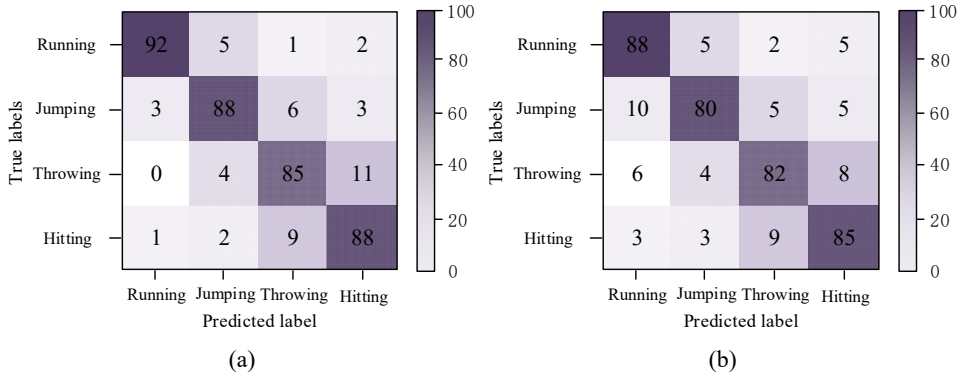 100
Running 92 5 1 2
80
Jumping 3 88 6 3
60
40
Throwing 0 4 85 11
20
Hitting 1 2 9 88
0
Running Jumping Throwing Hitting
Predicted label
True labels
(a)
100
Running 88 5 2 5
80
Jumping 10 80 5 5
60
40
Throwing 6 4 82 8
20
Hitting 3 3 9 85
0
Running Jumping Throwing Hitting
Predicted label
True labels
(b)